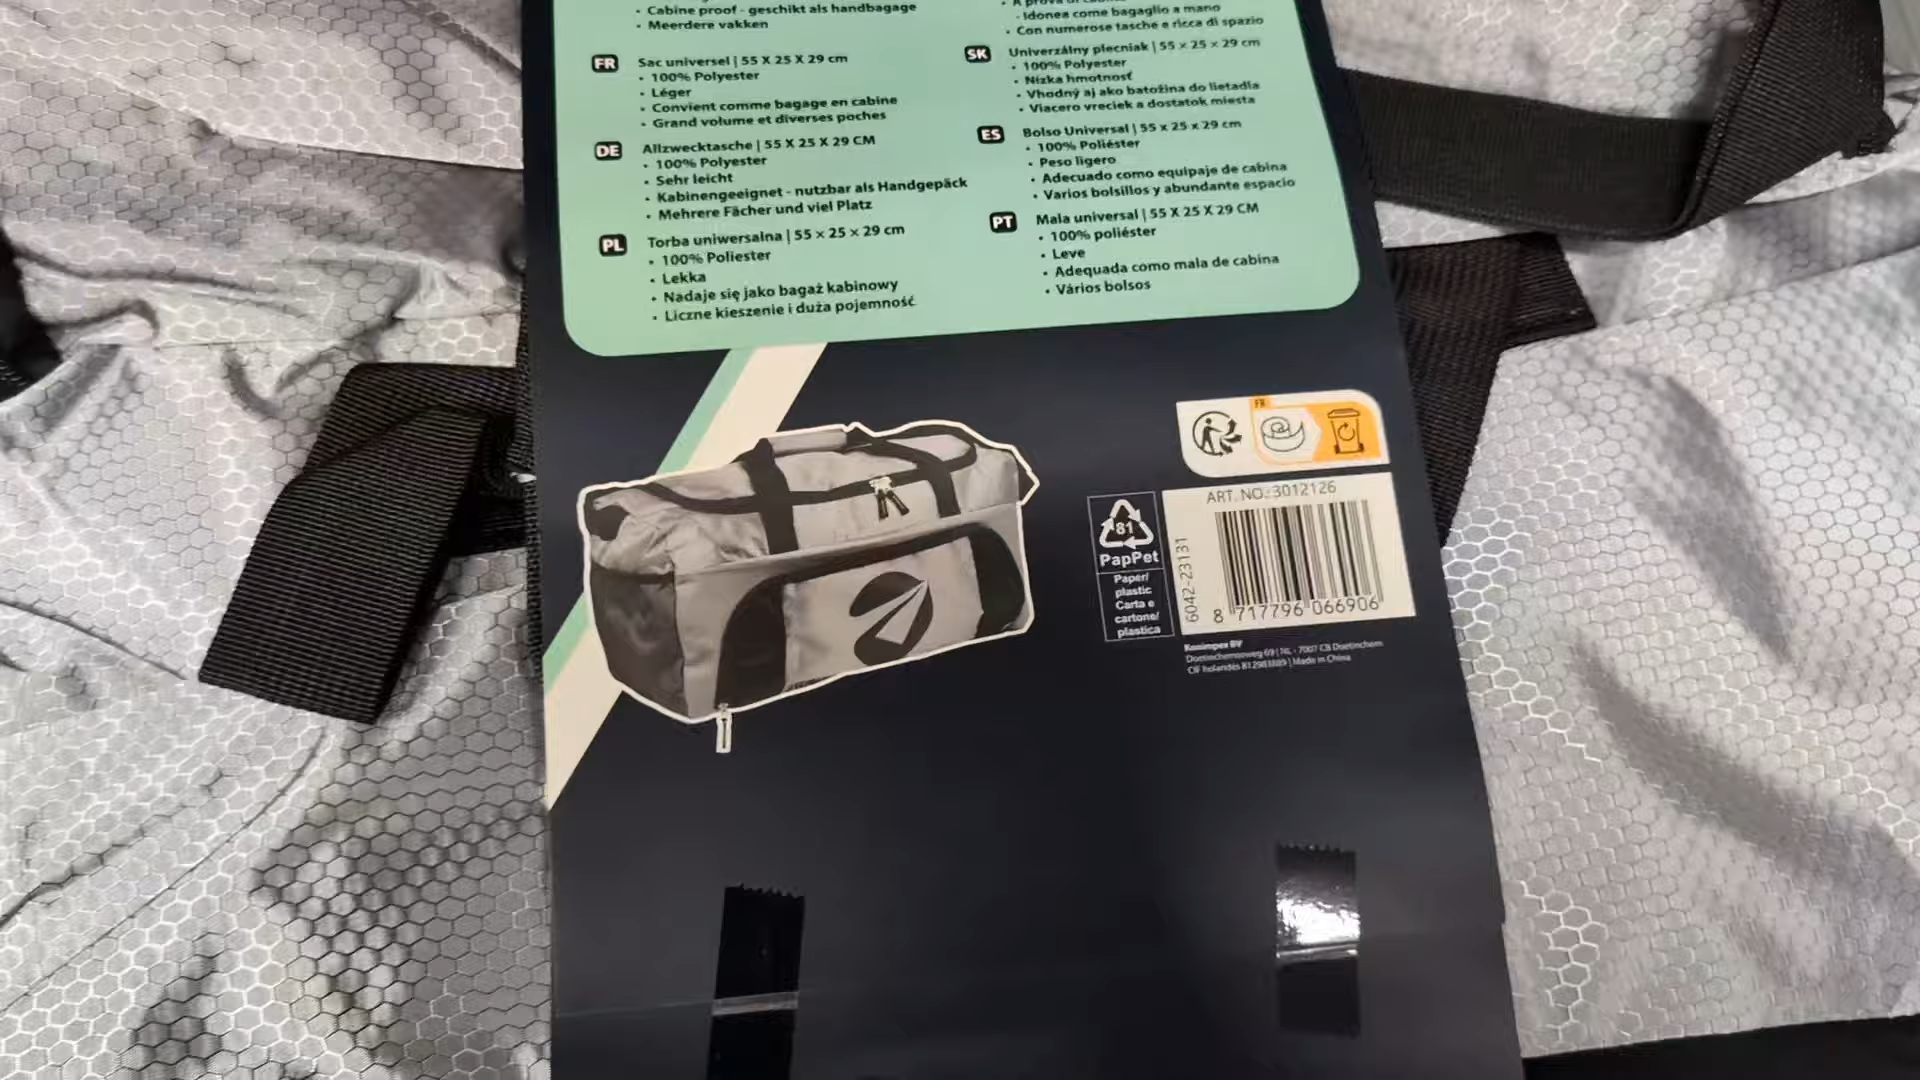 • Cabine proof - geschikt als handbagage
• Meerdere vakken
FR Sac universel | 55 X 25 X 29 cm
• 100% Polyester
• Léger
• Convient comme bagage en cabine
• Grand volume et diverses poches
DE Allzwecktasche | 55 X 25 X 29 CM
• 100% Polyester
• Sehr leicht
• Kabinengeeignet - nutzbar als Handgepäck
• Mehrere Fächer und viel Platz
PL Torba uniwersalna | 55 × 25 × 29 cm
• 100% Poliester
• Lekka
• Nadaje się jako bagaż kabinowy
• Liczne kieszenie i duża pojemność
- Idonea come bagaglio a mano
• Con numerose tasche e ricca di spazio
SK Univerzálny plecniak | 55 × 25 × 29 cm
• 100% Polyester
• Nízka hmotnosť
• Vhodný aj ako batožina do lietadla
• Viacero vreciek a dostatok miesta
ES Bolso Universal | 55 x 25 x 29 cm
• 100% Poliéster
• Peso ligero
• Adecuado como equipaje de cabina
• Varios bolsillos y abundante espacio
PT Mala universal | 55 X 25 X 29 CM
• 100% poliéster
• Leve
• Adequada como mala de cabina
• Vários bolsos
FR
ART. NO.: 3012126
6042-23131
8 717796 066906
81
PapPet
Paper/
plastic
Carta e
cartone/
plastica
Konimpex BV
Doetinchemseweg 69 | NL - 7007 CB Doetinchem
CIF holandés 812983889 | Made in China